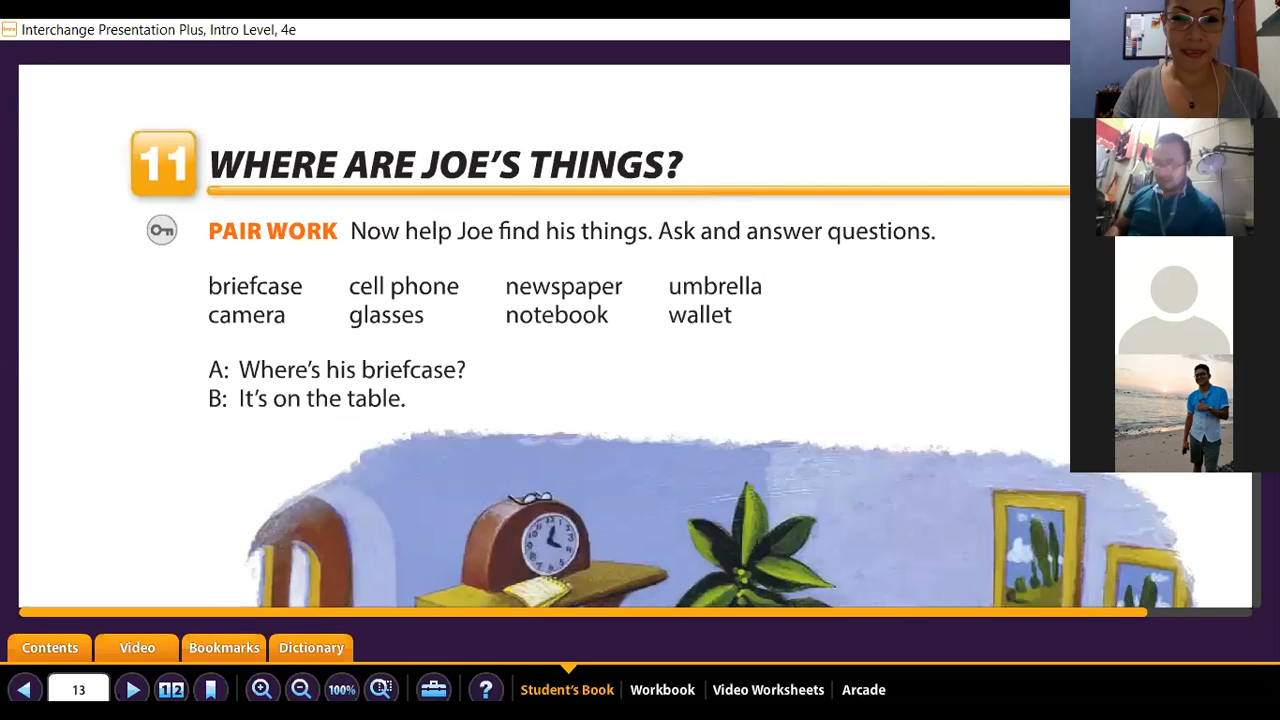 Interchange Presentation Plus, Intro Level, 4e
11 WHERE ARE JOE'S THINGS?
PAIR WORK Now help Joe find his things. Ask and answer questions.
briefcase cell phone newspaper umbrella
camera glasses notebook wallet
A: Where's his briefcase?
B: It's on the table.
Contents Video Bookmarks Dictionary
13 12 100% ? Student's Book Workbook Video Worksheets Arcade